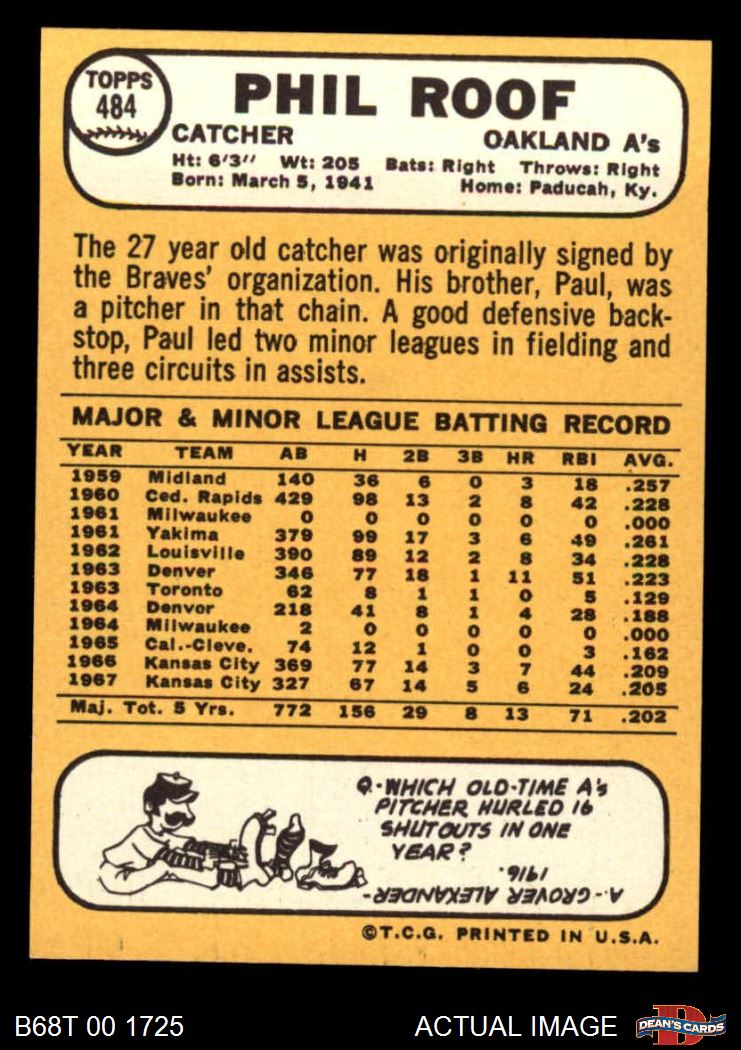 TOPPS
484
PHIL ROOF
CATCHER OAKLAND A's
Ht: 6'3" Wt: 205 Bats: Right Throws: Right
Born: March 5, 1941 Home: Paducah, Ky.
The 27 year old catcher was originally signed by
the Braves' organization. His brother, Paul, was
a pitcher in that chain. A good defensive back-
stop, Paul led two minor leagues in fielding and
three circuits in assists.
MAJOR & MINOR LEAGUE BATTING RECORD
YEAR TEAM AB H 2B 3B HR RBI AVG.
1959 Midland 140 36 6 0 3 18 .257
1960 Ced. Rapids 429 98 13 2 8 42 .228
1961 Milwaukee 0 0 0 0 0 0 .000
1961 Yakima 379 99 17 3 6 49 .261
1962 Louisville 390 89 12 2 8 34 .228
1963 Denver 346 77 18 1 11 51 .223
1963 Toronto 62 8 1 1 0 5 .129
1964 Denvor 218 41 8 1 4 28 .188
1964 Milwaukee 2 0 0 0 0 0 .000
1965 Cal.-Cleve. 74 12 1 0 0 3 .162
1966 Kansas City 369 77 14 3 7 44 .209
1967 Kansas City 327 67 14 5 6 24 .205
Maj. Tot. 5 Yrs. 772 156 29 8 13 71 .202
Q.-WHICH OLD-TIME A's
PITCHER HURLED 16
SHUTOUTS IN ONE
YEAR?
A.-GROVER ALEXANDER-
1916.
©T.C.G. PRINTED IN U.S.A.
B68T 00 1725 ACTUAL IMAGE
D
DEAN'S CARDS